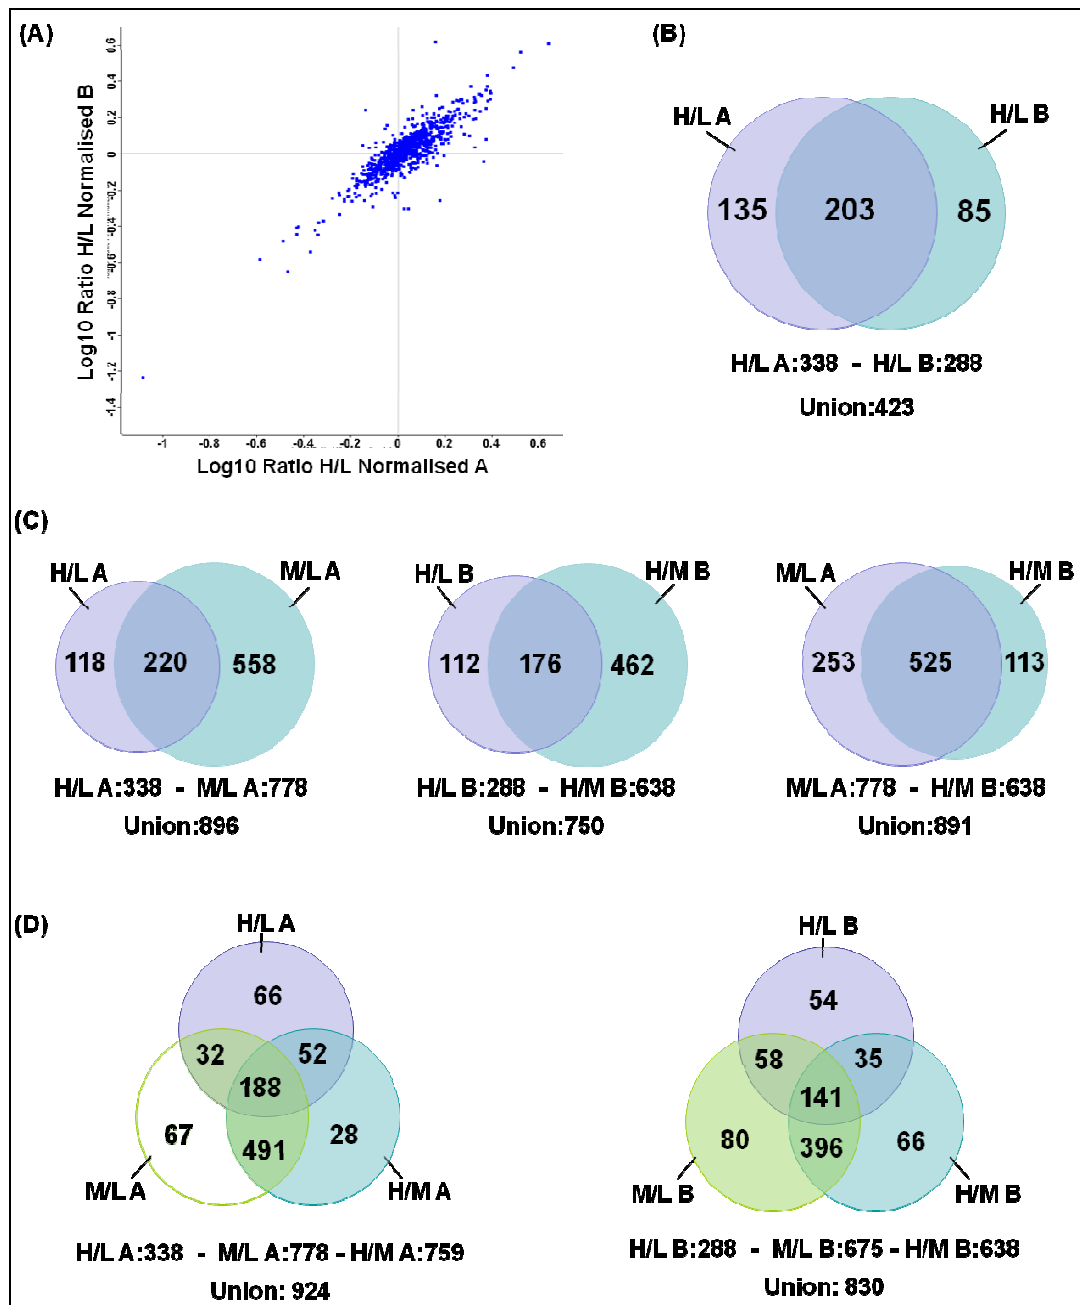 (A)
Log10 Ratio H/L Normalised B
0.6
0.4
0.2
0
-0.2
-0.4
-0.6
-0.8
-1
-1.2
-1.4
-1 -0.8 -0.6 -0.4 -0.2 0 0.2 0.4 0.6
Log10 Ratio H/L Normalised A
(B)
H/L A
H/L B
135 203 85
H/L A:338 - H/L B:288
Union:423
(C)
H/L A
M/L A
118 220 558
H/L A:338 - M/L A:778
Union:896
H/L B
H/M B
112 176 462
H/L B:288 - H/M B:638
Union:750
M/L A
H/M B
253 525 113
M/L A:778 - H/M B:638
Union:891
(D)
H/L A
66
32 52
188
67 491 28
M/L A
H/M A
H/L A:338 - M/L A:778 - H/M A:759
Union: 924
H/L B
54
58 35
141
80 396 66
M/L B
H/M B
H/L B:288 - M/L B:675 - H/M B:638
Union: 830